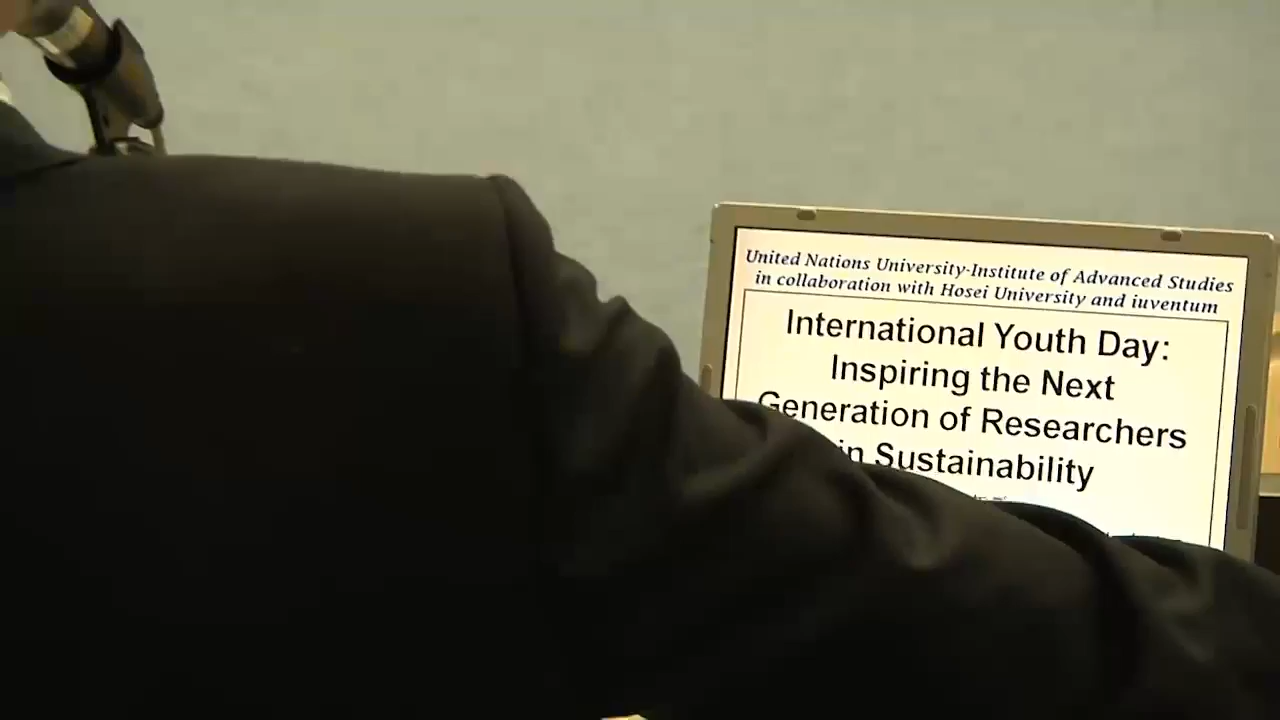 United Nations University-Institute of Advanced Studies
in collaboration with Hosei University and iuventum
International Youth Day:
Inspiring the Next
Generation of Researchers
in Sustainability